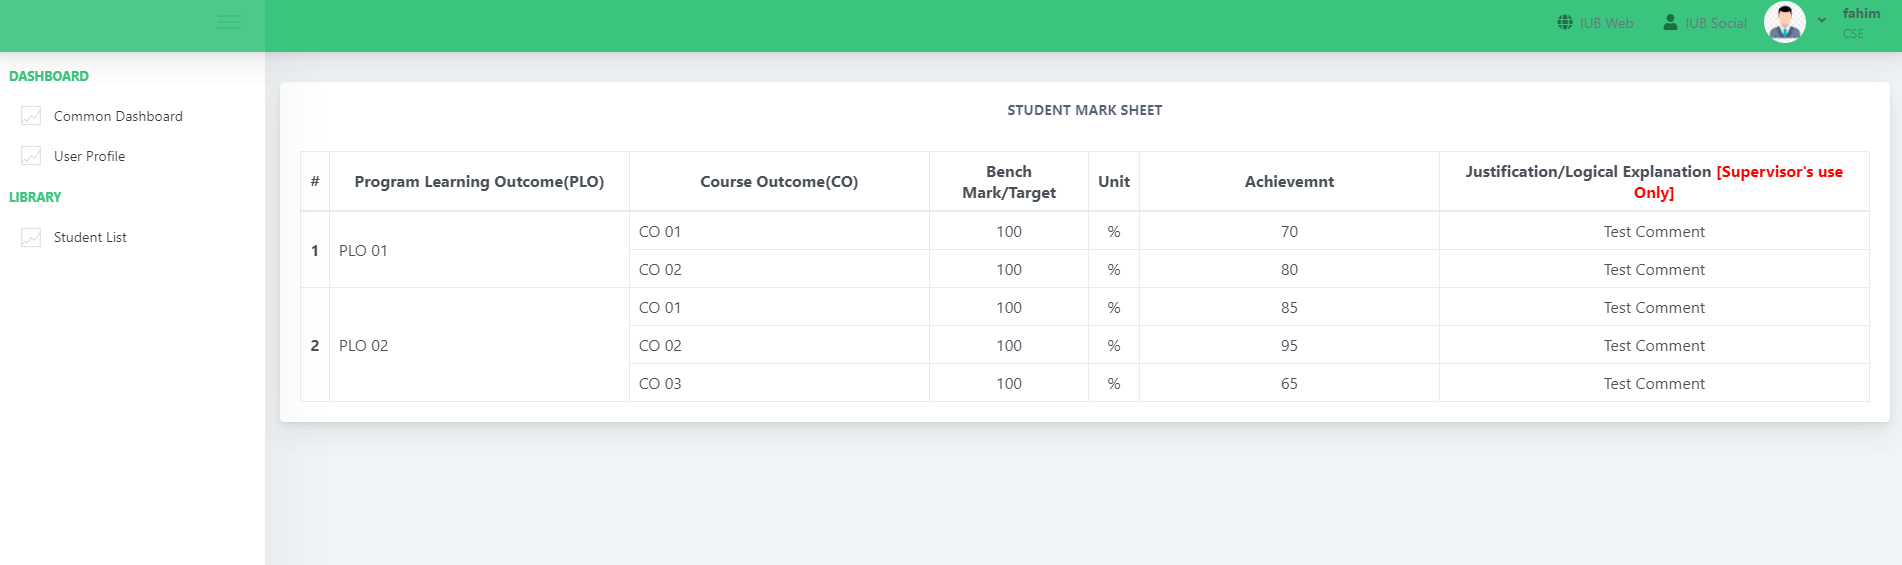 IUB Web
IUB Social
fahim
CSE
DASHBOARD
Common Dashboard
User Profile
LIBRARY
Student List
STUDENT MARK SHEET
# Program Learning Outcome(PLO) Course Outcome(CO) Bench Mark/Target Unit Achievemnt Justification/Logical Explanation [Supervisor's use Only]
1 PLO 01 CO 01 100 % 70 Test Comment
CO 02 100 % 80 Test Comment
2 PLO 02 CO 01 100 % 85 Test Comment
CO 02 100 % 95 Test Comment
CO 03 100 % 65 Test Comment